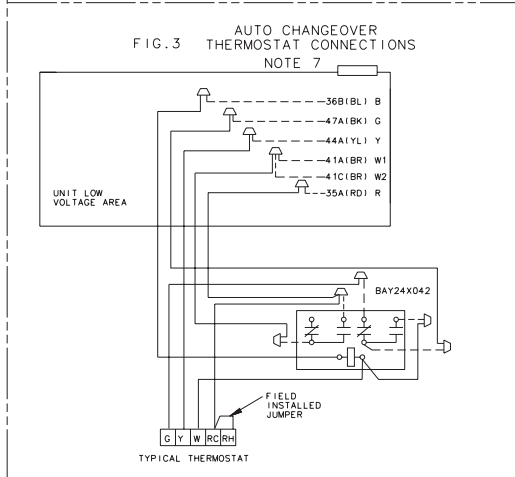 FIG.3 AUTO CHANGEOVER
THERMOSTAT CONNECTIONS
NOTE 7
36B(BL) B
47A(BK) G
44A(YL) Y
41A(BR) W1
41C(BR) W2
35A(RD) R
UNIT LOW
VOLTAGE AREA
BAY24X042
FIELD
INSTALLED
JUMPER
G Y W RC RH
TYPICAL THERMOSTAT